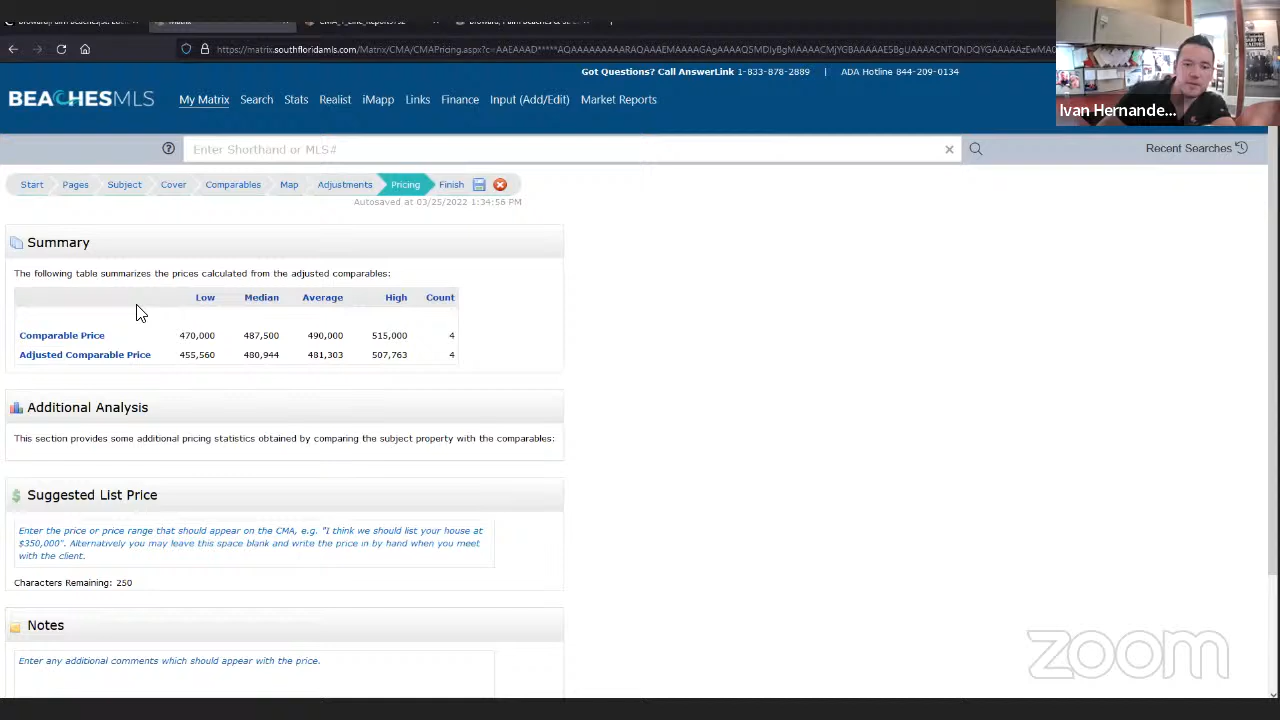 Matrix
https://matrix.southfloridamls.com/Matrix/CMA/CMAPricing.aspx?
Got Questions? Call AnswerLink 1-833-878-2889 | ADA Hotline 844-209-0134
Ivan Hernande...
BEACHESMLS My Matrix Search Stats Realist iMapp Links Finance Input (Add/Edit) Market Reports
Enter Shorthand or MLS#
Recent Searches
Start Pages Subject Cover Comparables Map Adjustments Pricing Finish
Autosaved at 03/25/2022 1:34:56 PM
Summary
The following table summarizes the prices calculated from the adjusted comparables:
Low Median Average High Count
Comparable Price 470,000 487,500 490,000 515,000 4
Adjusted Comparable Price 455,560 480,944 481,303 507,763 4
Additional Analysis
This section provides some additional pricing statistics obtained by comparing the subject property with the comparables:
Suggested List Price
Enter the price or price range that should appear on the CMA, e.g. "I think we should list your house at
$350,000". Alternatively you may leave this space blank and write the price in by hand when you meet
with the client.
Characters Remaining: 250
Notes
Enter any additional comments which should appear with the price.
zoom